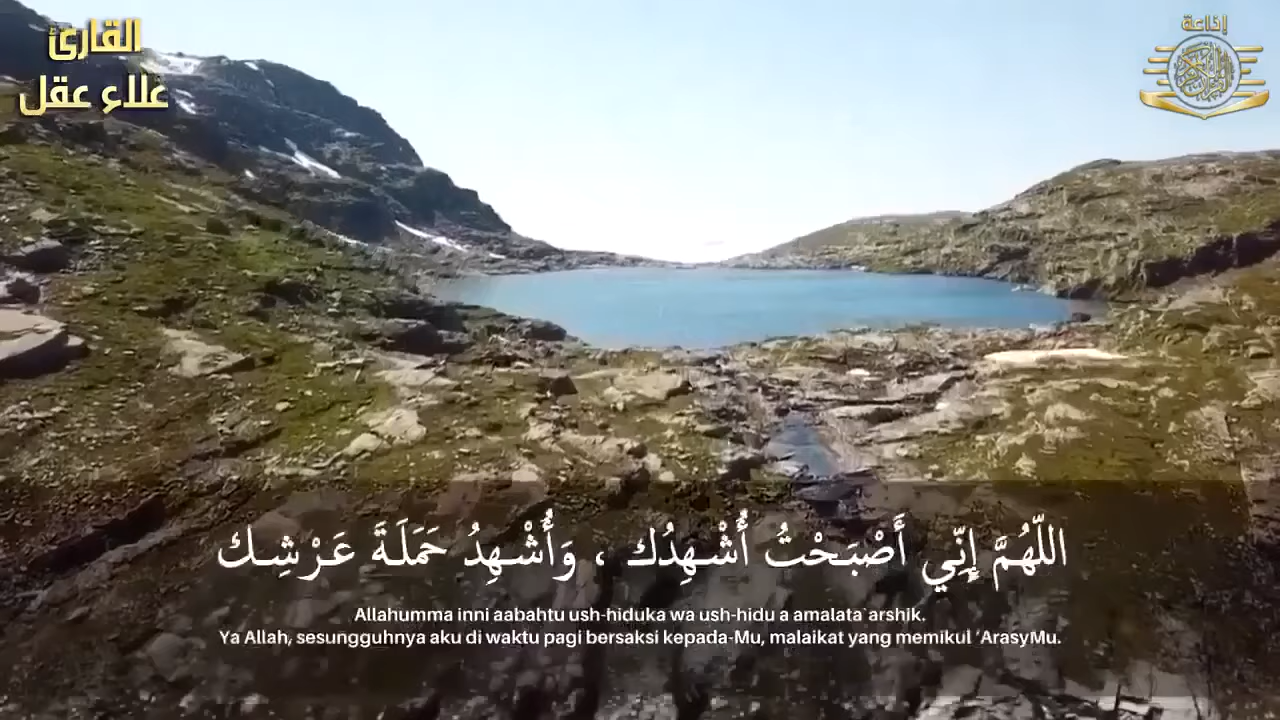 القارئ
علاء عقل
إذاعة
اللّهُمَّ إِنِّي أَصْبَحْتُ أُشْهِدُك ، وَأُشْهِدُ حَمَلَةَ عَرْشِك
Allahumma inni aabahtu ush-hiduka wa ush-hidu a amalata`arshik.
Ya Allah, sesungguhnya aku di waktu pagi bersaksi kepada-Mu, malaikat yang memikul ‘ArasyMu.